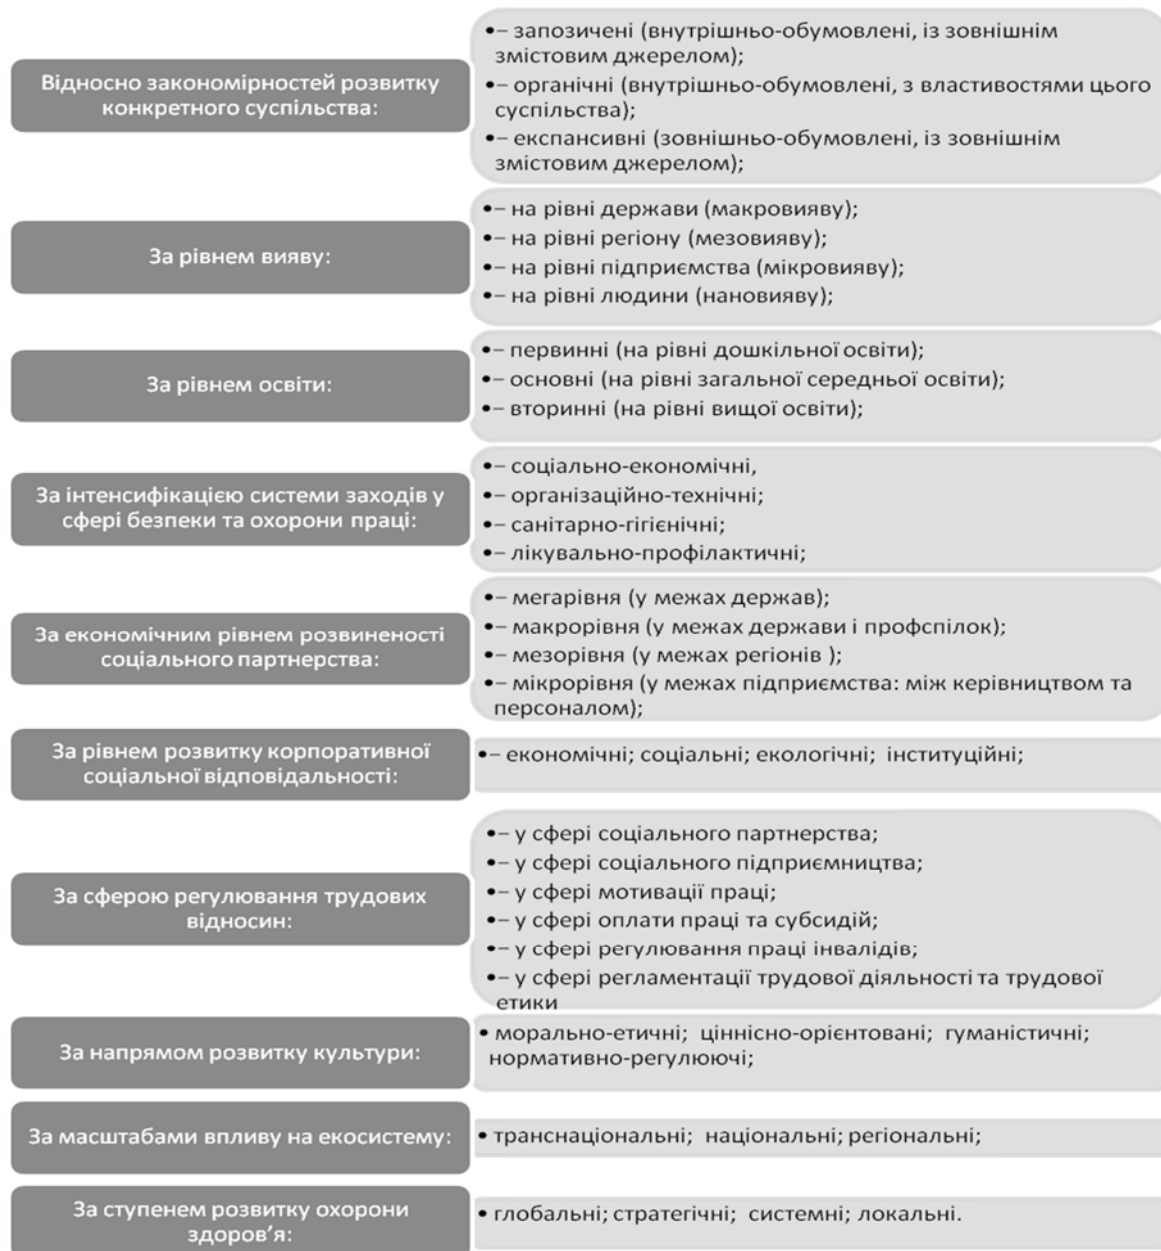 Відносно закономірностей розвитку
конкретного суспільства:
•– запозичені (внутрішньо-обумовлені, із зовнішнім
змістовим джерелом);
•– органічні (внутрішньо-обумовлені, з властивостями цього
суспільства);
•– експансивні (зовнішньо-обумовлені, із зовнішнім
змістовим джерелом);
За рівнем вияву:
•– на рівні держави (макровияву);
•– на рівні регіону (мезовияву);
•– на рівні підприємства (мікровияву);
•– на рівні людини (нановияву);
За рівнем освіти:
•– первинні (на рівні дошкільної освіти);
•– основні (на рівні загальної середньої освіти);
•– вторинні (на рівні вищої освіти);
За інтенсифікацією системи заходів у
сфері безпеки та охорони праці:
•– соціально-економічні,
•– організаційно-технічні;
•– санітарно-гігієнічні;
•– лікувально-профілактичні;
За економічним рівнем розвиненості
соціального партнерства:
•– мегарівня (у межах держав);
•– макрорівня (у межах держави і профспілок);
•– мезорівня (у межах регіонів );
•– мікрорівня (у межах підприємства: між керівництвом та
персоналом);
За рівнем розвитку корпоративної
соціальної відповідальності:
•– економічні; соціальні; екологічні; інституційні;
За сферою регулювання трудових
відносин:
•– у сфері соціального партнерства;
•– у сфері соціального підприємництва;
•– у сфері мотивації праці;
•– у сфері оплати праці та субсидій;
•– у сфері регулювання праці інвалідів;
•– у сфері регламентації трудової діяльності та трудової
етики
За напрямом розвитку культури:
• морально-етичні; ціннісно-орієнтовані; гуманістичні;
нормативно-регулюючі;
За масштабами впливу на екосистему:
• транснаціональні; національні; регіональні;
За ступенем розвитку охорони
здоров’я:
• глобальні; стратегічні; системні; локальні.